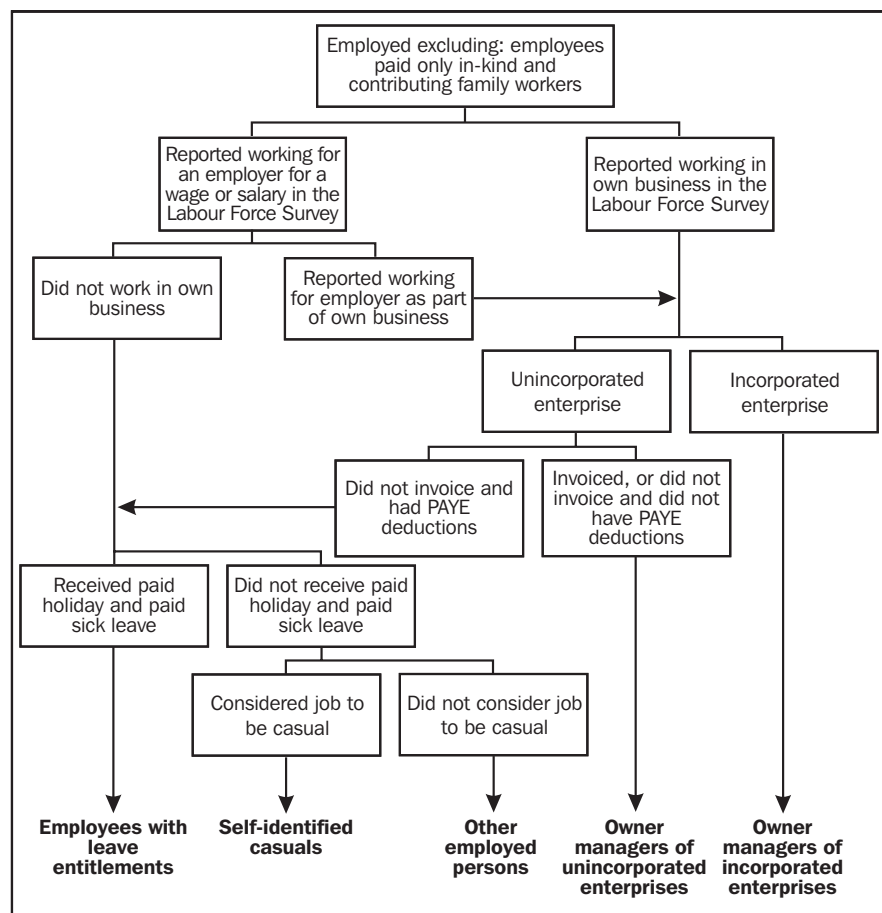 Employed excluding: employees
paid only in-kind and
contributing family workers
Reported working for
an employer for a
wage or salary in the
Labour Force Survey
Reported working in
own business in the
Labour Force Survey
Did not work in own
business
Reported working
for employer as part
of own business
Unincorporated
enterprise
Incorporated
enterprise
Did not invoice and
had PAYE
deductions
Invoiced, or did not
invoice and did not
have PAYE
deductions
Received paid
holiday and paid
sick leave
Did not receive paid
holiday and paid
sick leave
Considered job to
be casual
Did not consider job
to be casual
Employees with
leave
entitlements
Self-identified
casuals
Other
employed
persons
Owner
managers of
unincorporated
enterprises
Owner
managers of
incorporated
enterprises